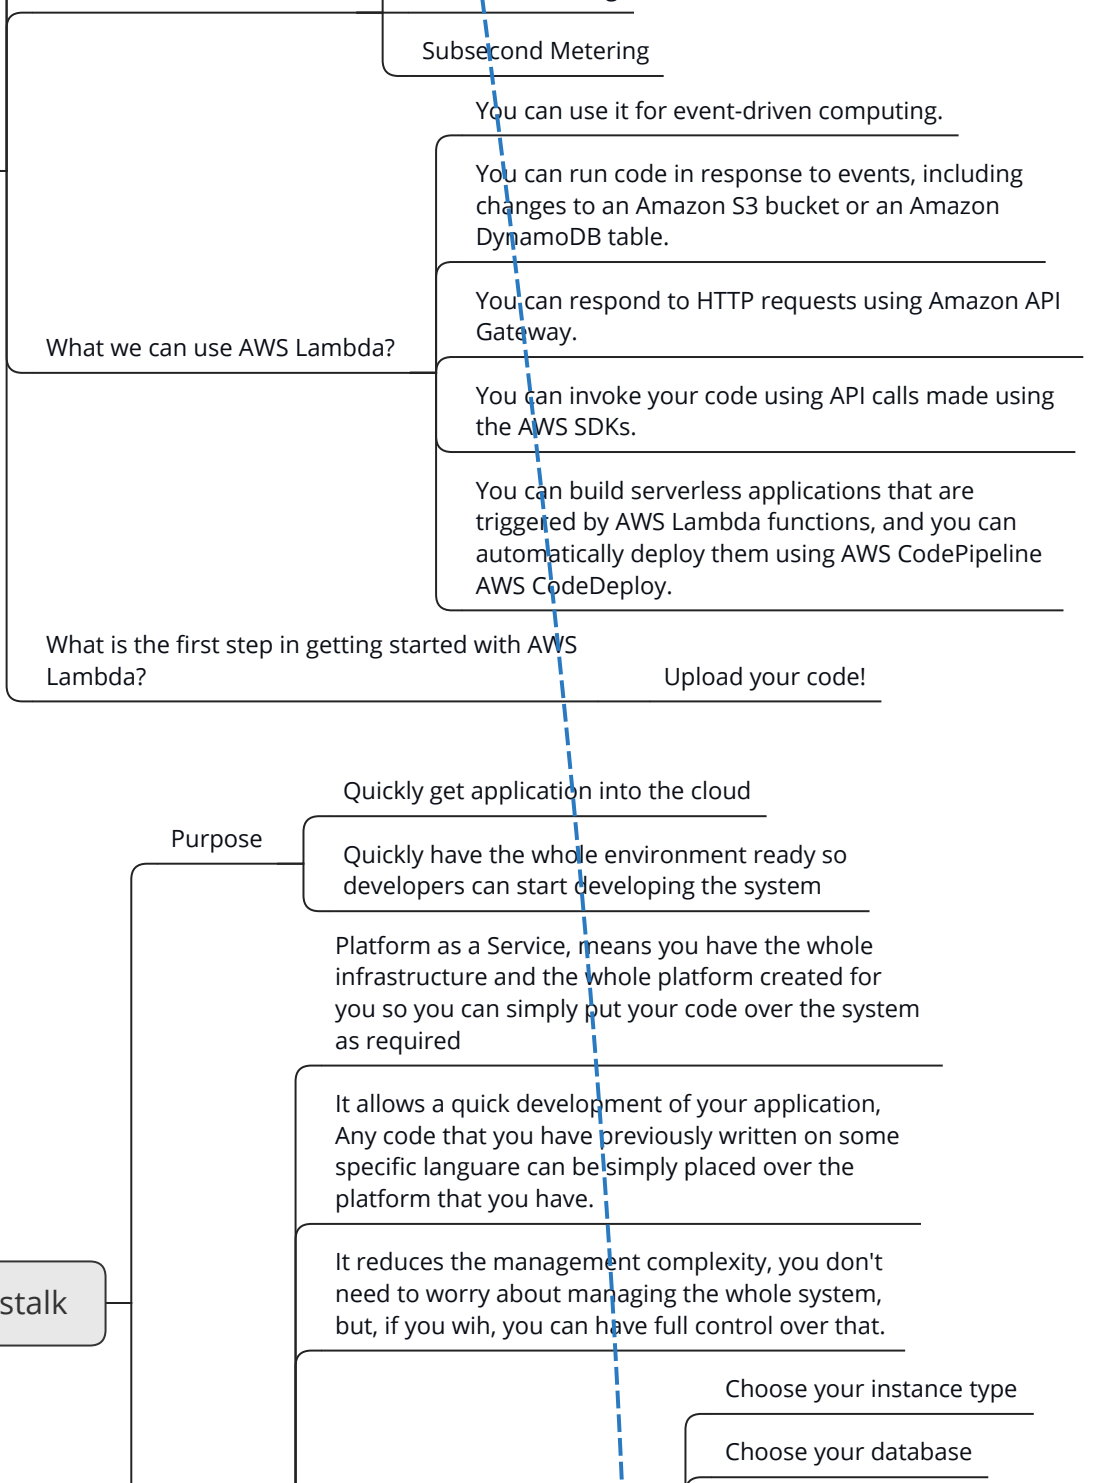 Subsecond Metering
You can use it for event-driven computing.
You can run code in response to events, including
changes to an Amazon S3 bucket or an Amazon
DynamoDB table.
You can respond to HTTP requests using Amazon API
Gateway.
What we can use AWS Lambda?
You can invoke your code using API calls made using
the AWS SDKs.
You can build serverless applications that are
triggered by AWS Lambda functions, and you can
automatically deploy them using AWS CodePipeline
AWS CodeDeploy.
What is the first step in getting started with AWS
Lambda?
Upload your code!
Quickly get application into the cloud
Purpose
Quickly have the whole environment ready so
developers can start developing the system
Platform as a Service, means you have the whole
infrastructure and the whole platform created for
you so you can simply put your code over the system
as required
It allows a quick development of your application,
Any code that you have previously written on some
specific languare can be simply placed over the
platform that you have.
It reduces the management complexity, you don't
need to worry about managing the whole system,
but, if you wih, you can have full control over that.
stalk
Choose your instance type
Choose your database